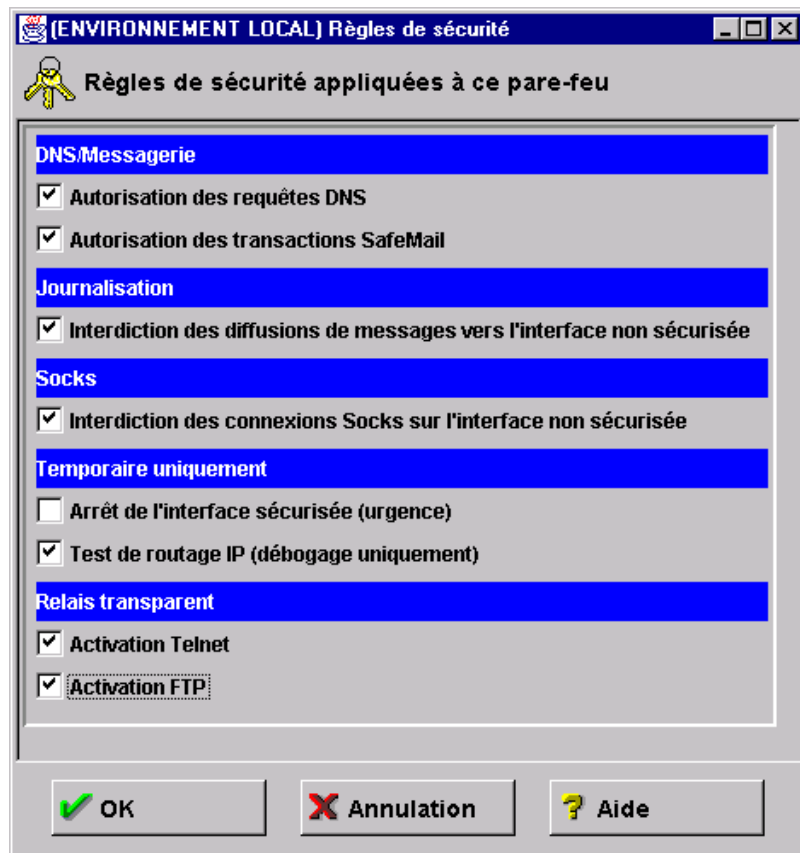 (ENVIRONNEMENT LOCAL) Règles de sécurité
Règles de sécurité appliquées à ce pare-feu
DNS/Messagerie
Autorisation des requêtes DNS
Autorisation des transactions SafeMail
Journalisation
Interdiction des diffusions de messages vers l'interface non sécurisée
Socks
Interdiction des connexions Socks sur l'interface non sécurisée
Temporaire uniquement
Arrêt de l'interface sécurisée (urgence)
Test de routage IP (débogage uniquement)
Relais transparent
Activation Telnet
Activation FTP
OK Annulation Aide